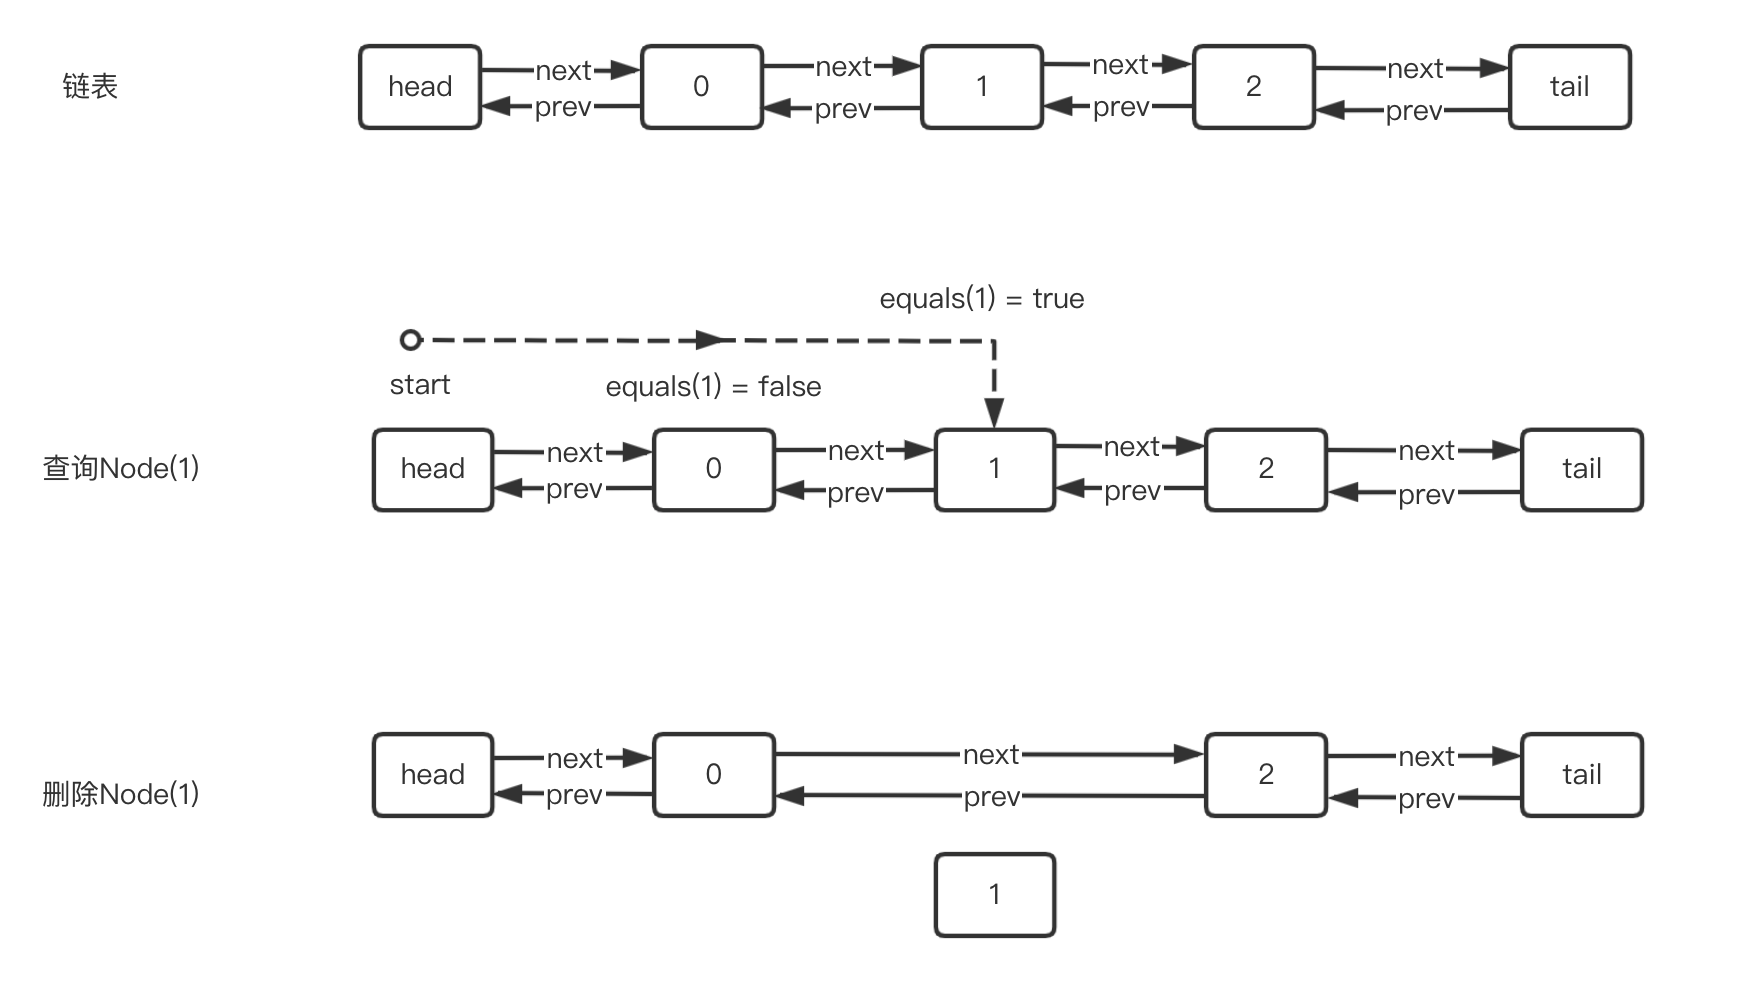 链表
head
next
prev
0
next
prev
1
next
prev
2
next
prev
tail
equals(1) = true
start
equals(1) = false
查询Node(1)
head
next
prev
0
next
prev
1
next
prev
2
next
prev
tail
删除Node(1)
head
next
prev
0
next
prev
2
next
prev
tail
1